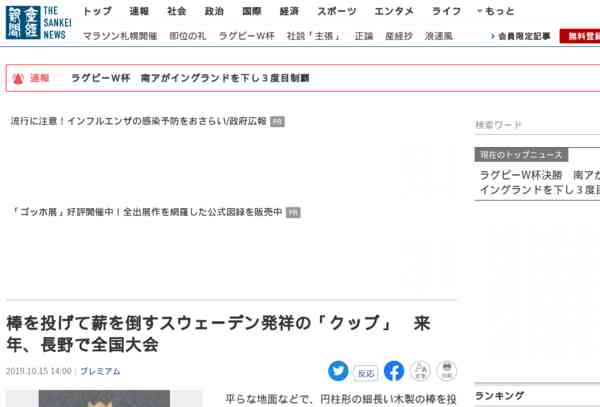 産経新聞
THE SANKEI NEWS
トップ 速報 社会 政治 国際 経済 スポーツ エンタメ ライフ もっと
マラソン札幌開催 即位の礼 ラグビーW杯 社説「主張」 正論 産経抄 浪速風
会員限定記事 無料登録
速報 ラグビーW杯　南アがイングランドを下し３度目制覇
流行に注意！インフルエンザの感染予防をおさらい/政府広報 PR
検索ワード
現在のトップニュース
ラグビーW杯決勝　南アが
イングランドを下し３度目
「ゴッホ展」好評開催中！全出展作を網羅した公式図録を販売中 PR
棒を投げて薪を倒すスウェーデン発祥の「クッブ」　来
年、長野で全国大会
2019.10.15 14:00 プレミアム
反応 文字 印刷
ランキング
平らな地面などで、円柱形の細長い木製の棒を投